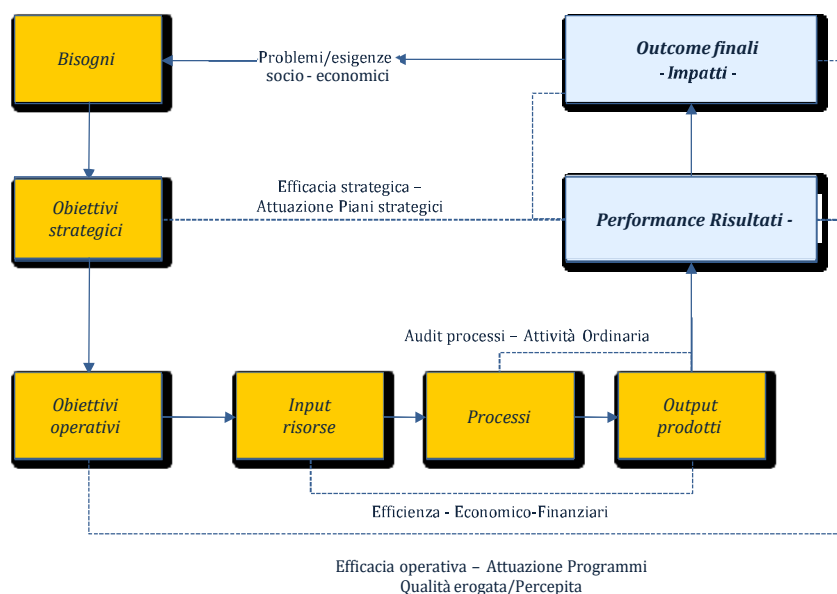 Bisogni
Problemi/esigenze
socio - economici
Outcome finali
- Impatti -
Obiettivi
strategici
Efficacia strategica –
Attuazione Piani strategici
Performance Risultati -
Audit processi – Attività Ordinaria
Obiettivi
operativi
Input
risorse
Processi
Output
prodotti
Efficienza - Economico-Finanziari
Efficacia operativa – Attuazione Programmi
Qualità erogata/Percepita